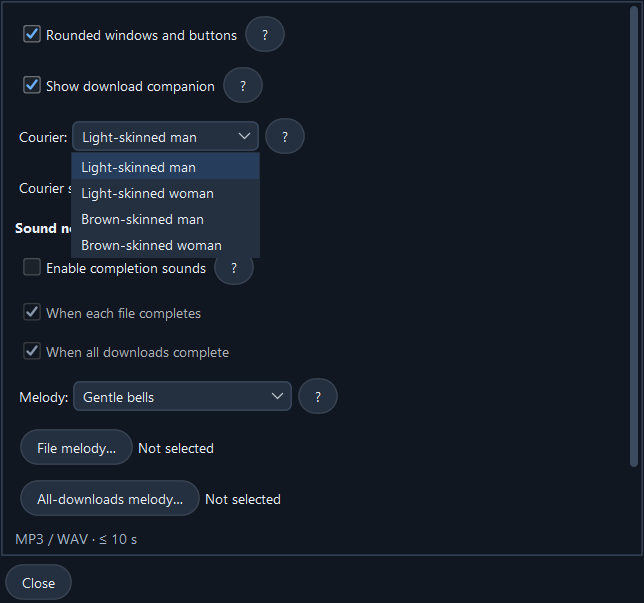 Rounded windows and buttons ?
Show download companion ?
Courier: Light-skinned man ?
Light-skinned man
Courier s
Light-skinned woman
Brown-skinned man
Sound ne
Brown-skinned woman
Enable completion sounds ?
When each file completes
When all downloads complete
Melody: Gentle bells ?
File melody... Not selected
All-downloads melody... Not selected
MP3 / WAV · ≤ 10 s
Close